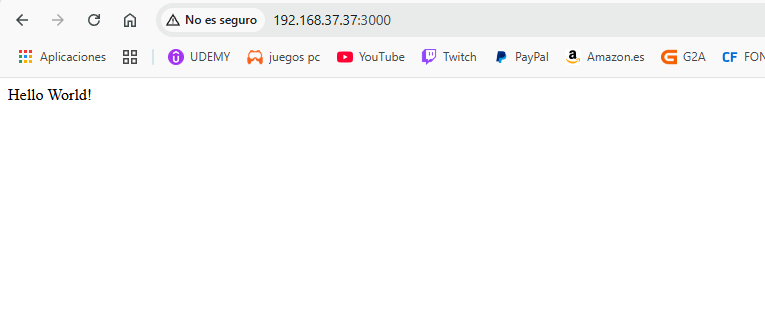 No es seguro 192.168.37.37:3000
Aplicaciones UDEMY juegos pc YouTube Twitch PayPal Amazon.es G2A CF FON
Hello World!